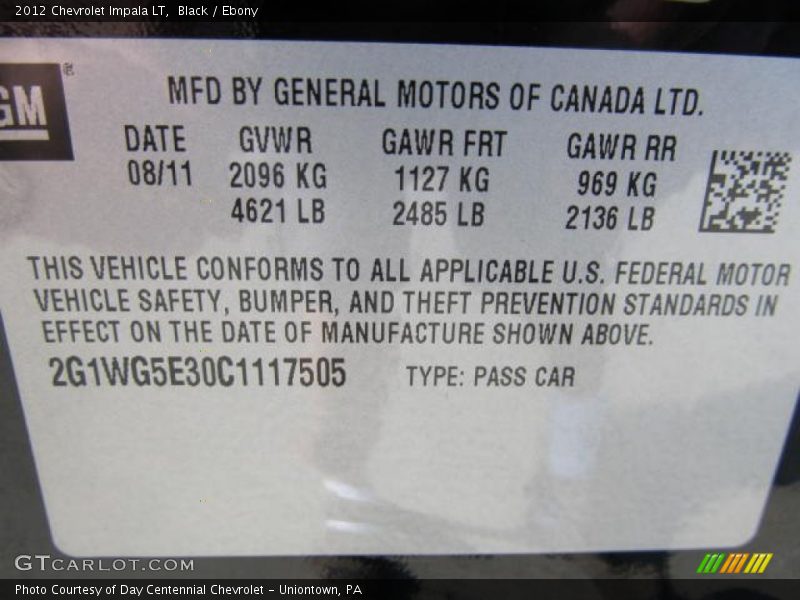 2012 Chevrolet Impala LT, Black / Ebony
GM
MFD BY GENERAL MOTORS OF CANADA LTD.
DATE GVWR GAWR FRT GAWR RR
08/11 2096 KG 1127 KG 969 KG
4621 LB 2485 LB 2136 LB
THIS VEHICLE CONFORMS TO ALL APPLICABLE U.S. FEDERAL MOTOR
VEHICLE SAFETY, BUMPER, AND THEFT PREVENTION STANDARDS IN
EFFECT ON THE DATE OF MANUFACTURE SHOWN ABOVE.
2G1WG5E30C1117505 TYPE: PASS CAR
GTCARLOT.COM
Photo Courtesy of Day Centennial Chevrolet - Uniontown, PA